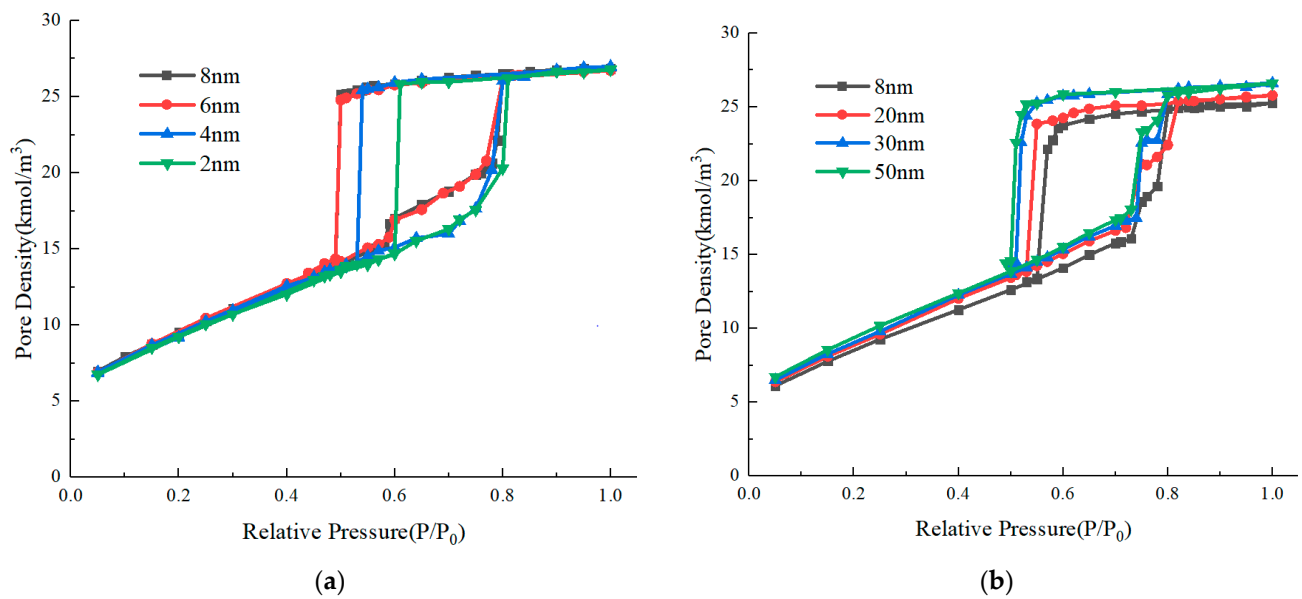 30
25
20
15
10
5
0
Pore Density(kmol/m³)
8nm
6nm
4nm
2nm
0.0 0.2 0.4 0.6 0.8 1.0
Relative Pressure(P/P₀)
(a)
30
25
20
15
10
5
0
Pore Density(kmol/m³)
8nm
20nm
30nm
50nm
0.0 0.2 0.4 0.6 0.8 1.0
Relative Pressure(P/P₀)
(b)